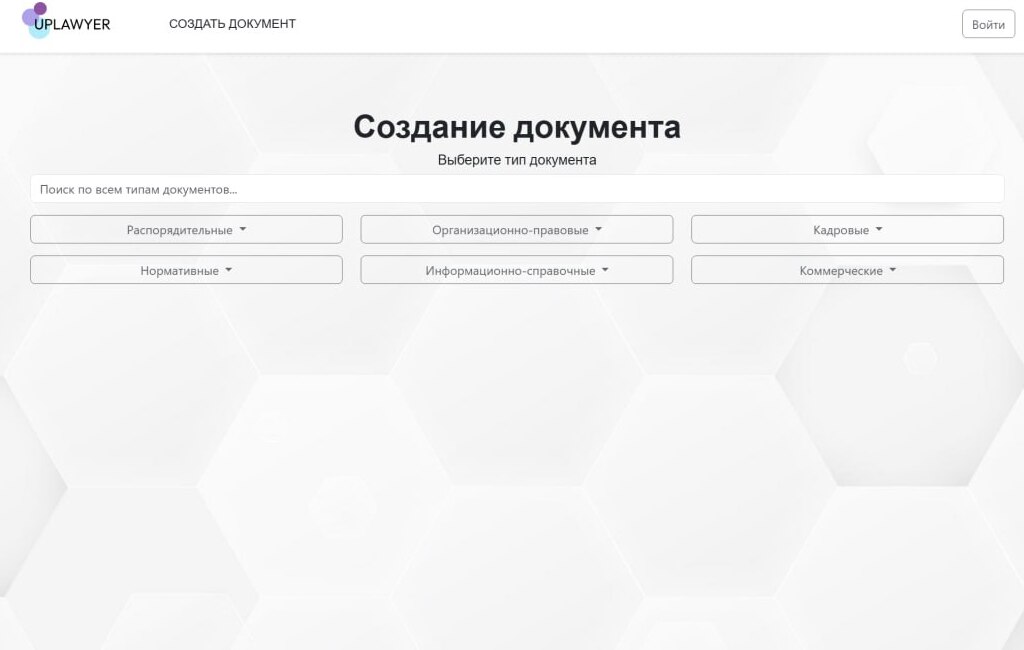 UPLAWYER
СОЗДАТЬ ДОКУМЕНТ
Войти
Создание документа
Выберите тип документа
Поиск по всем типам документов...
Распорядительные
Организационно-правовые
Кадровые
Нормативные
Информационно-справочные
Коммерческие